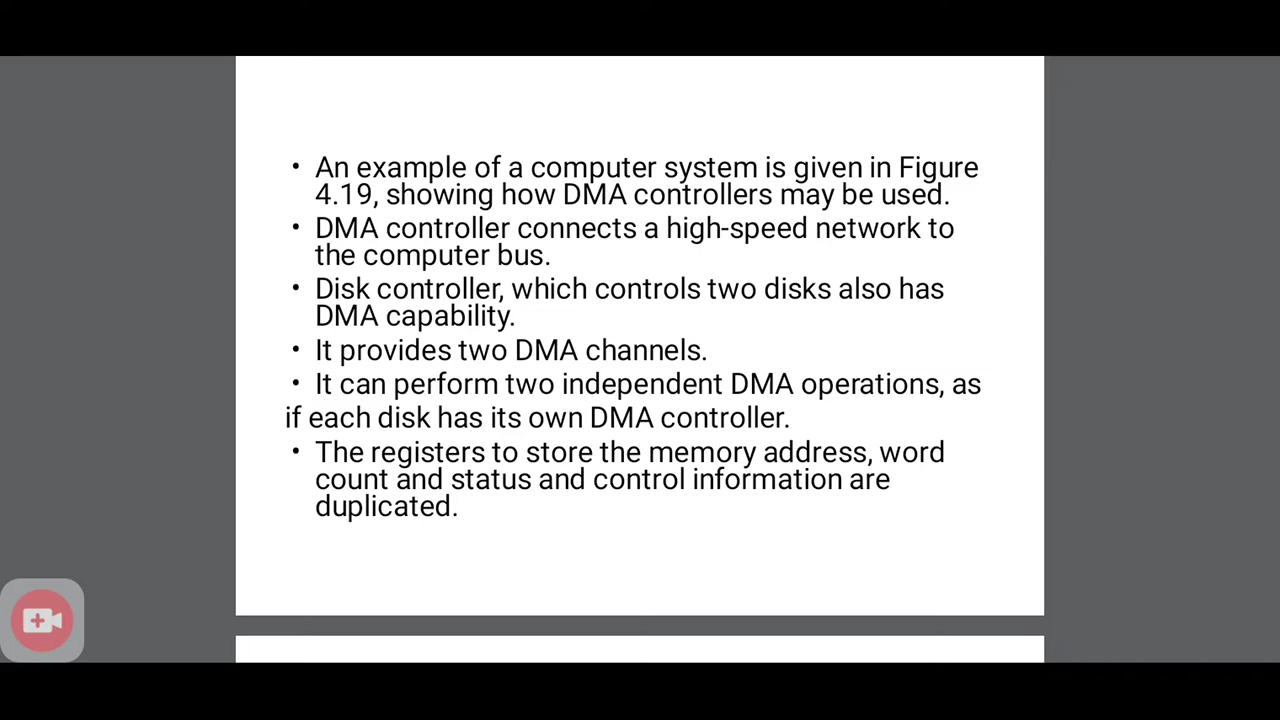 • An example of a computer system is given in Figure
4.19, showing how DMA controllers may be used.
• DMA controller connects a high-speed network to
the computer bus.
• Disk controller, which controls two disks also has
DMA capability.
• It provides two DMA channels.
• It can perform two independent DMA operations, as
if each disk has its own DMA controller.
• The registers to store the memory address, word
count and status and control information are
duplicated.